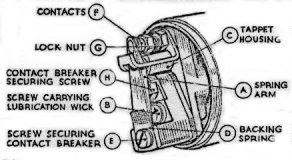 CONTACTS F
LOCK NUT G
C TAPPET
HOUSING
CONTACT BREAKER
SECURING SCREW H
A SPRING
ARM
SCREW CARRYING
LUBRICATION WICK B
SCREW SECURING
CONTACT BREAKER E
D BACKING
SPRING